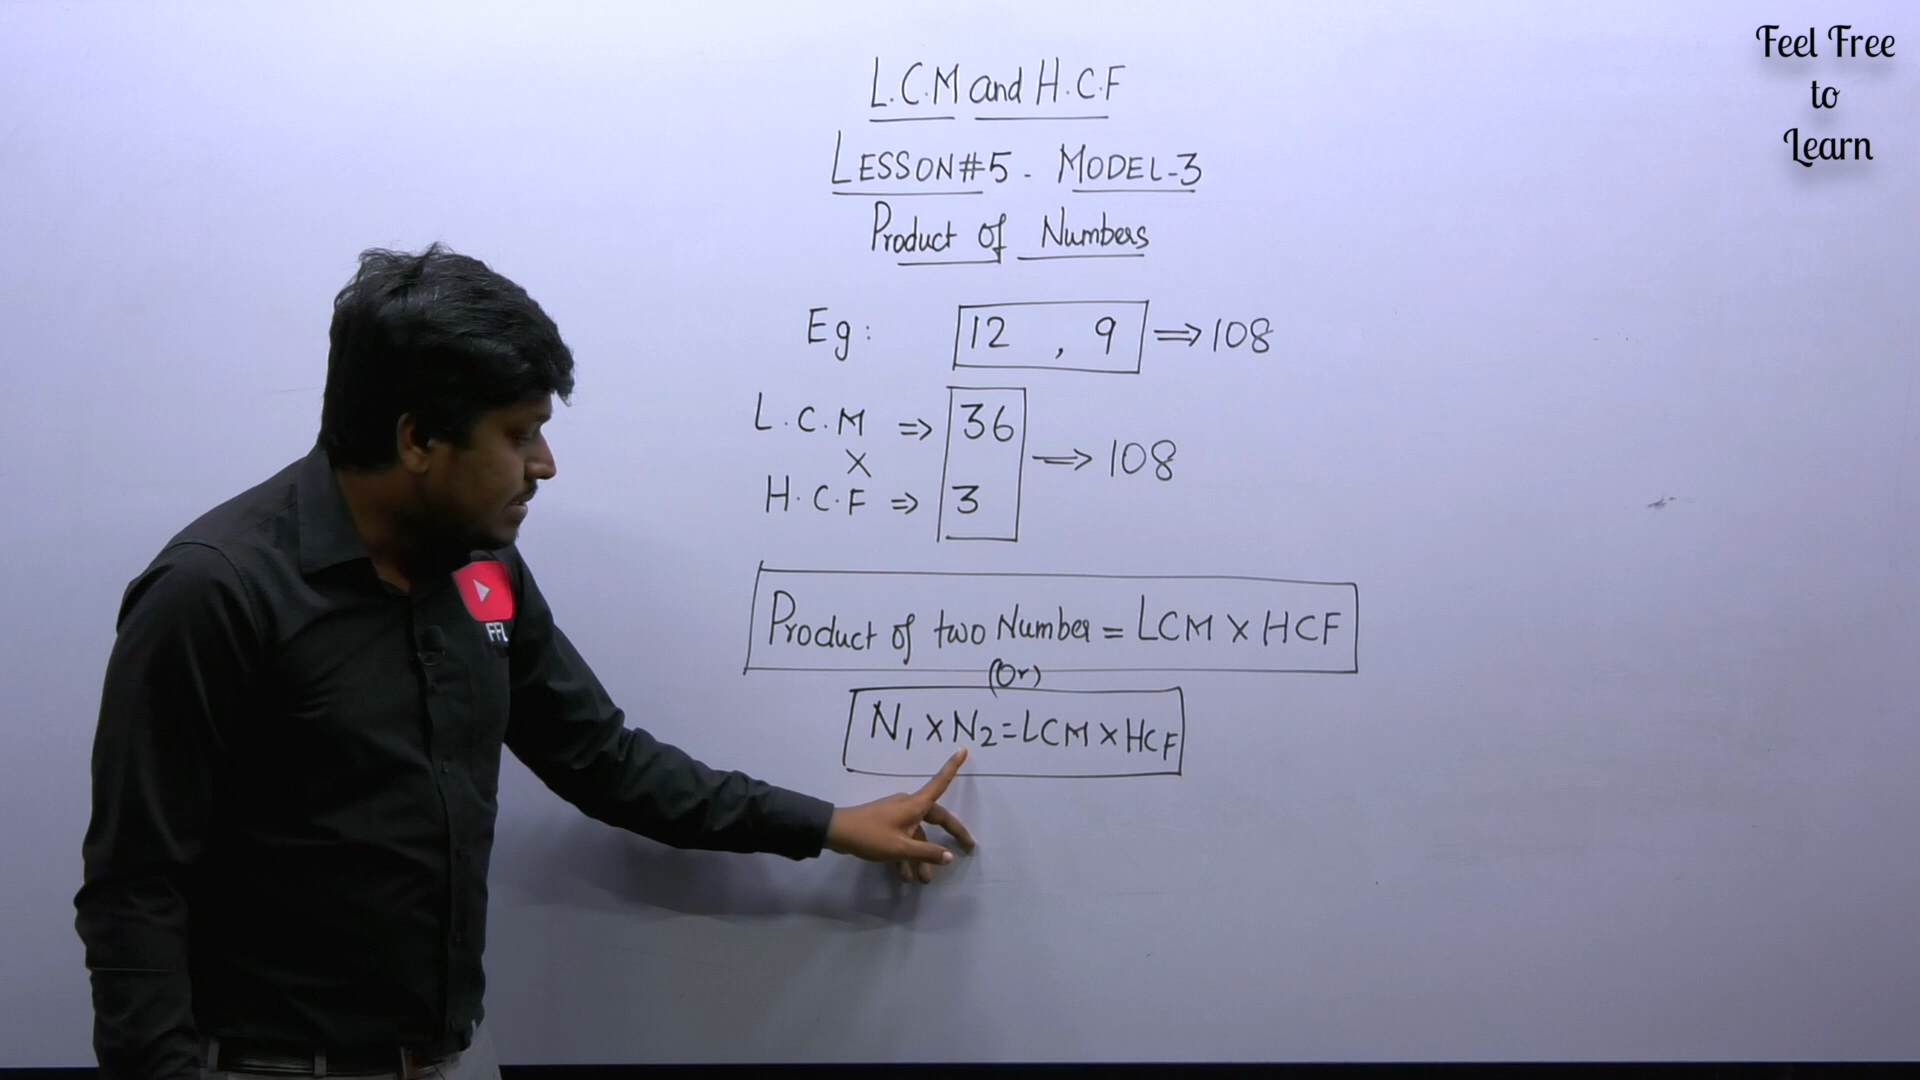 Feel Free
to
Learn
L.C.M and H.C.F
LESSON#5. MODEL-3
Product of Numbers
Eg: 12 , 9 => 108
L.C.M => 36
X => 108
H.C.F => 3
Product of two Number = LCM X HCF
(Or)
N1 X N2 = LCM X HCF
FFL